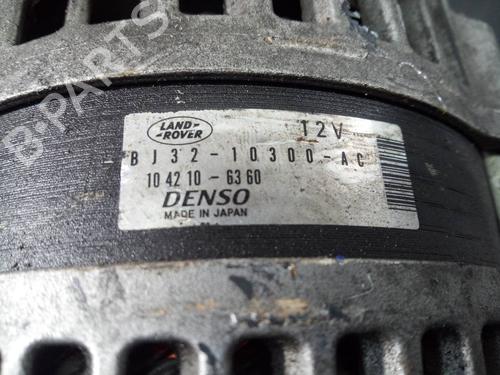 B-PARTS
LAND-
ROVER
12V
BJ32-10300-AC
104210-6360
DENSO
MADE IN JAPAN